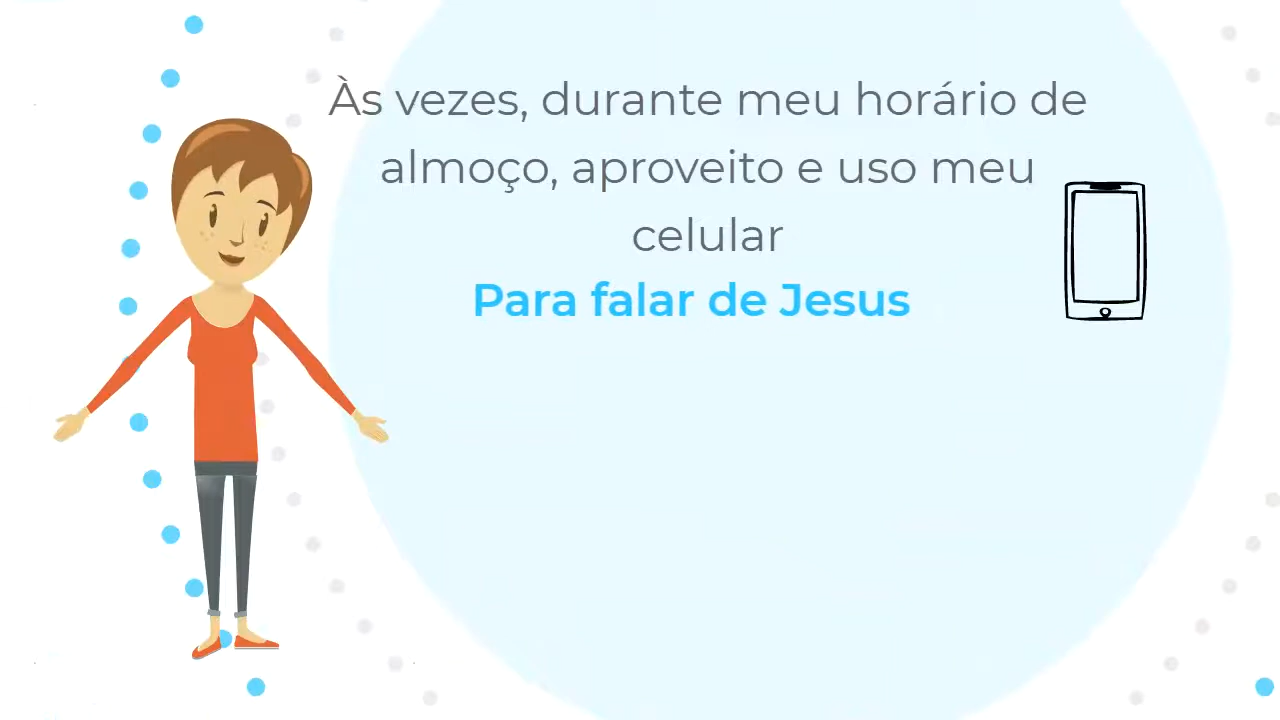 Às vezes, durante meu horário de
almoço, aproveito e uso meu
celular
Para falar de Jesus